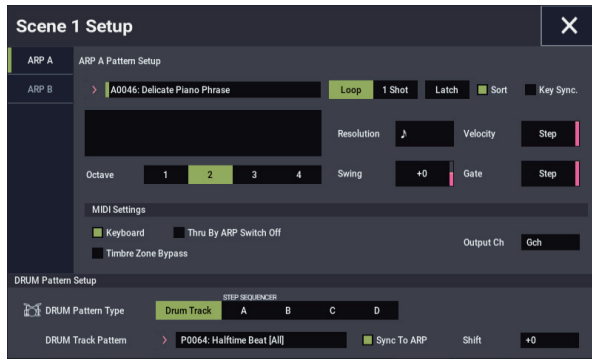 Scene 1 Setup
ARP A
ARP A Pattern Setup
ARP B
A0046: Delicate Piano Phrase
Loop 1 Shot Latch Sort Key Sync.
Resolution ♪ Velocity Step
Octave 1 2 3 4 Swing +0 Gate Step
MIDI Settings
Keyboard Thru By ARP Switch Off
Timbre Zone Bypass
Output Ch Gch
DRUM Pattern Setup
STEP SEQUENCER
DRUM Pattern Type Drum Track A B C D
DRUM Track Pattern P0064: Halftime Beat [All] Sync To ARP Shift +0